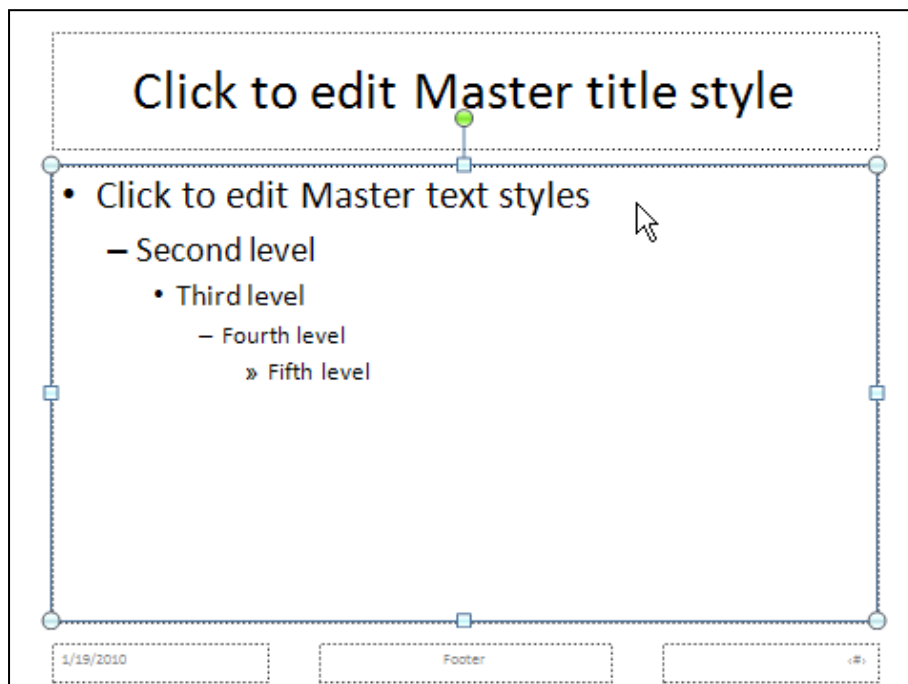 Click to edit Master title style
• Click to edit Master text styles
– Second level
• Third level
– Fourth level
» Fifth level
1/19/2010
Footer
‹#›